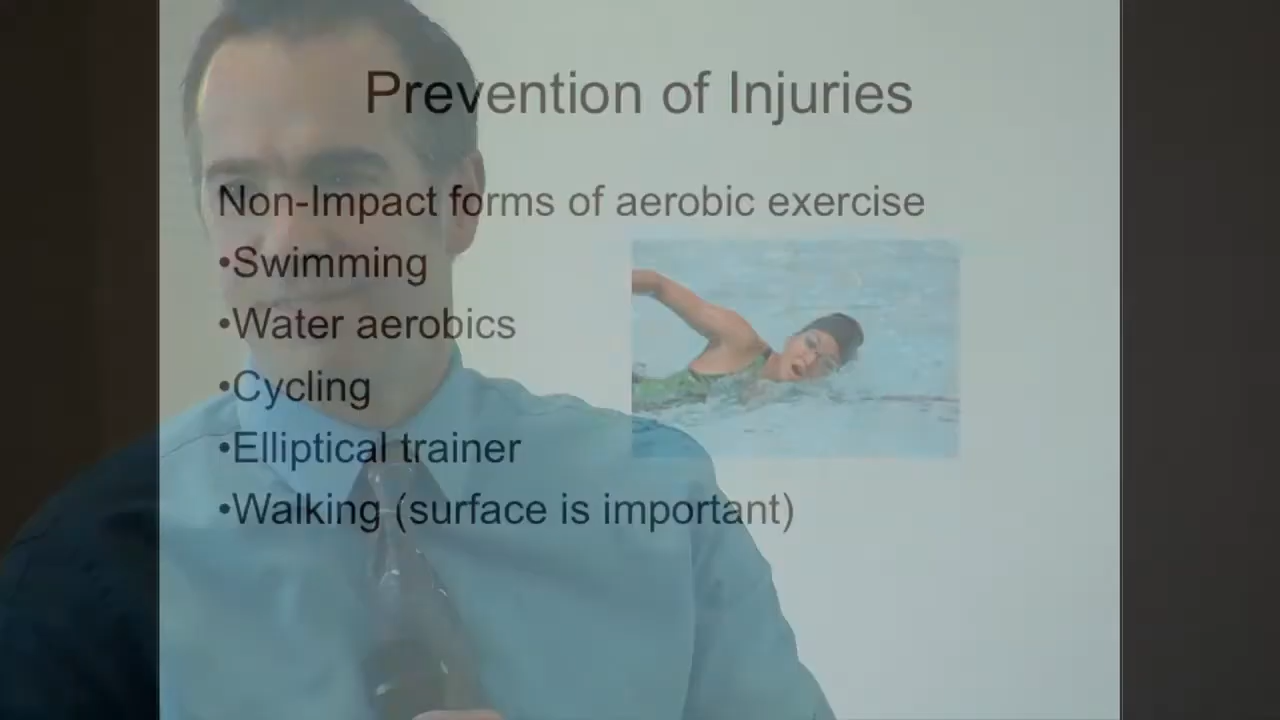 Prevention of Injuries
Non-Impact forms of aerobic exercise
•Swimming
•Water aerobics
•Cycling
•Elliptical trainer
•Walking (surface is important)